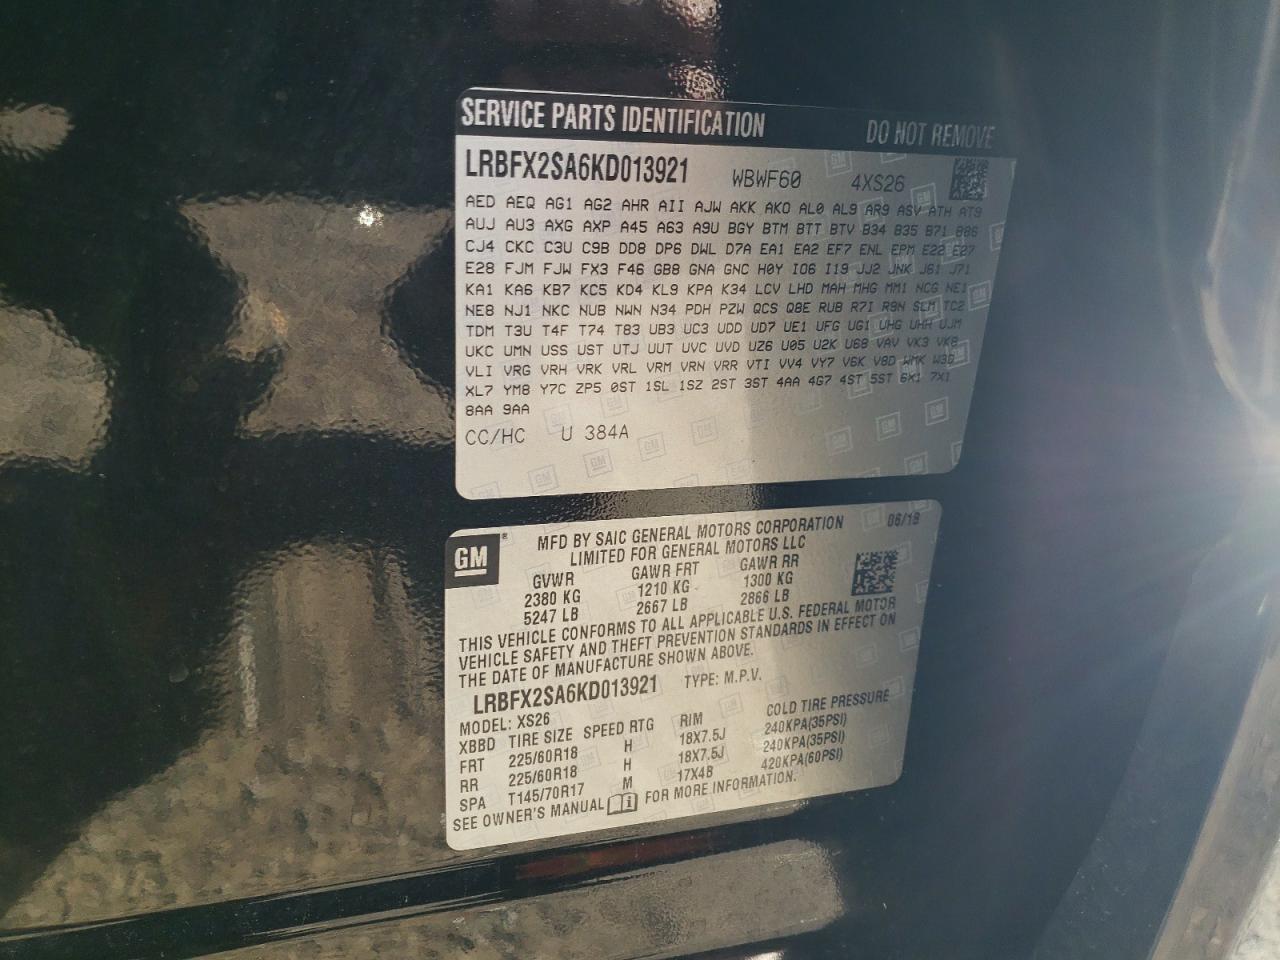 SERVICE PARTS IDENTIFICATION DO NOT REMOVE
LRBFX2SA6KD013921 WBWF60 4XS26
AED AEQ AG1 AG2 AHR AII AJW AKK AKO AL0 AL9 AR9 ASV ATH AT9
AUJ AU3 AXG AXP A45 A63 A9U BGY BTM BTT BTV B34 B35 B71 B86
CJ4 CKC C3U C9B DD8 DP6 DWL D7A EA1 EA2 EF7 ENL EPM E22 E27
E28 FJM FJW FX3 F46 GB8 GNA GNC H0Y IO6 I19 JJ2 JNK J61 J71
KA1 KA6 KB7 KC5 KD4 KL9 KPA K34 LCV LHD MAH MHG MM1 NCG NE1
NE8 NJ1 NKC NUB NWN N34 PDH PZW QCS Q8E RUB R7I R9N SLM TC2
TDM T3U T4F T74 T83 UB3 UC3 UDD UD7 UE1 UFG UG1 UHG UHH UJM
UKC UMN USS UST UTJ UUT UVC UVD UZ6 U05 U2K U68 VAV VK3 VK8
VLI VRG VRH VRK VRL VRM VRN VRR VTI VV4 VY7 V6K V8D WMK
XL7 YM8 Y7C ZP5 0ST 1SL 1SZ 2ST 3ST 4AA 4G7 4ST 5ST 6X1 7X1
8AA 9AA
CC/HC U 384A
GM
MFD BY SAIC GENERAL MOTORS CORPORATION 06/19
LIMITED FOR GENERAL MOTORS LLC
GVWR GAWR FRT GAWR RR
2380 KG 1210 KG 1300 KG
5247 LB 2667 LB 2866 LB
THIS VEHICLE CONFORMS TO ALL APPLICABLE U.S. FEDERAL MOTOR
VEHICLE SAFETY AND THEFT PREVENTION STANDARDS IN EFFECT ON
THE DATE OF MANUFACTURE SHOWN ABOVE.
LRBFX2SA6KD013921 TYPE: M.P.V.
MODEL: XS26
XBBD TIRE SIZE SPEED RTG RIM COLD TIRE PRESSURE
FRT 225/60R18 H 18X7.5J 240KPA(35PSI)
RR 225/60R18 H 18X7.5J 240KPA(35PSI)
SPA T145/70R17 M 17X4B 420KPA(60PSI)
SEE OWNER'S MANUAL FOR MORE INFORMATION.